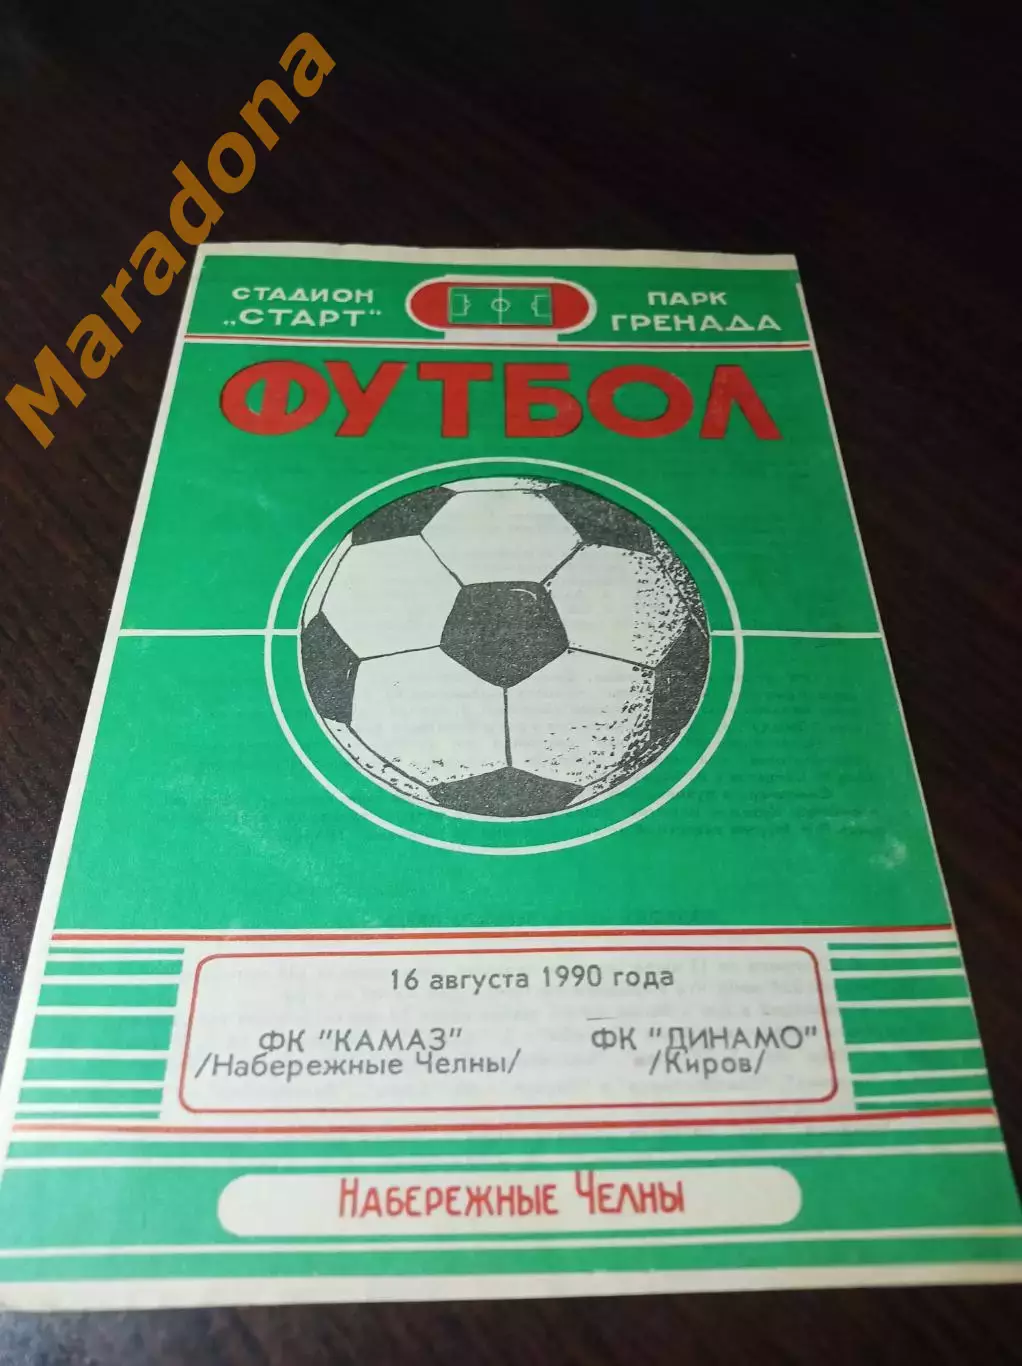 Maradona
СТАДИОН
„СТАРТ"
ПАРК
ГРЕНАДА
ФУТБОЛ
16 августа 1990 года
ФК "КАМАЗ"
/Набережные Челны/
ФК "ДИНАМО"
/Киров/
НАБЕРЕЖНЫЕ ЧЕЛНЫ